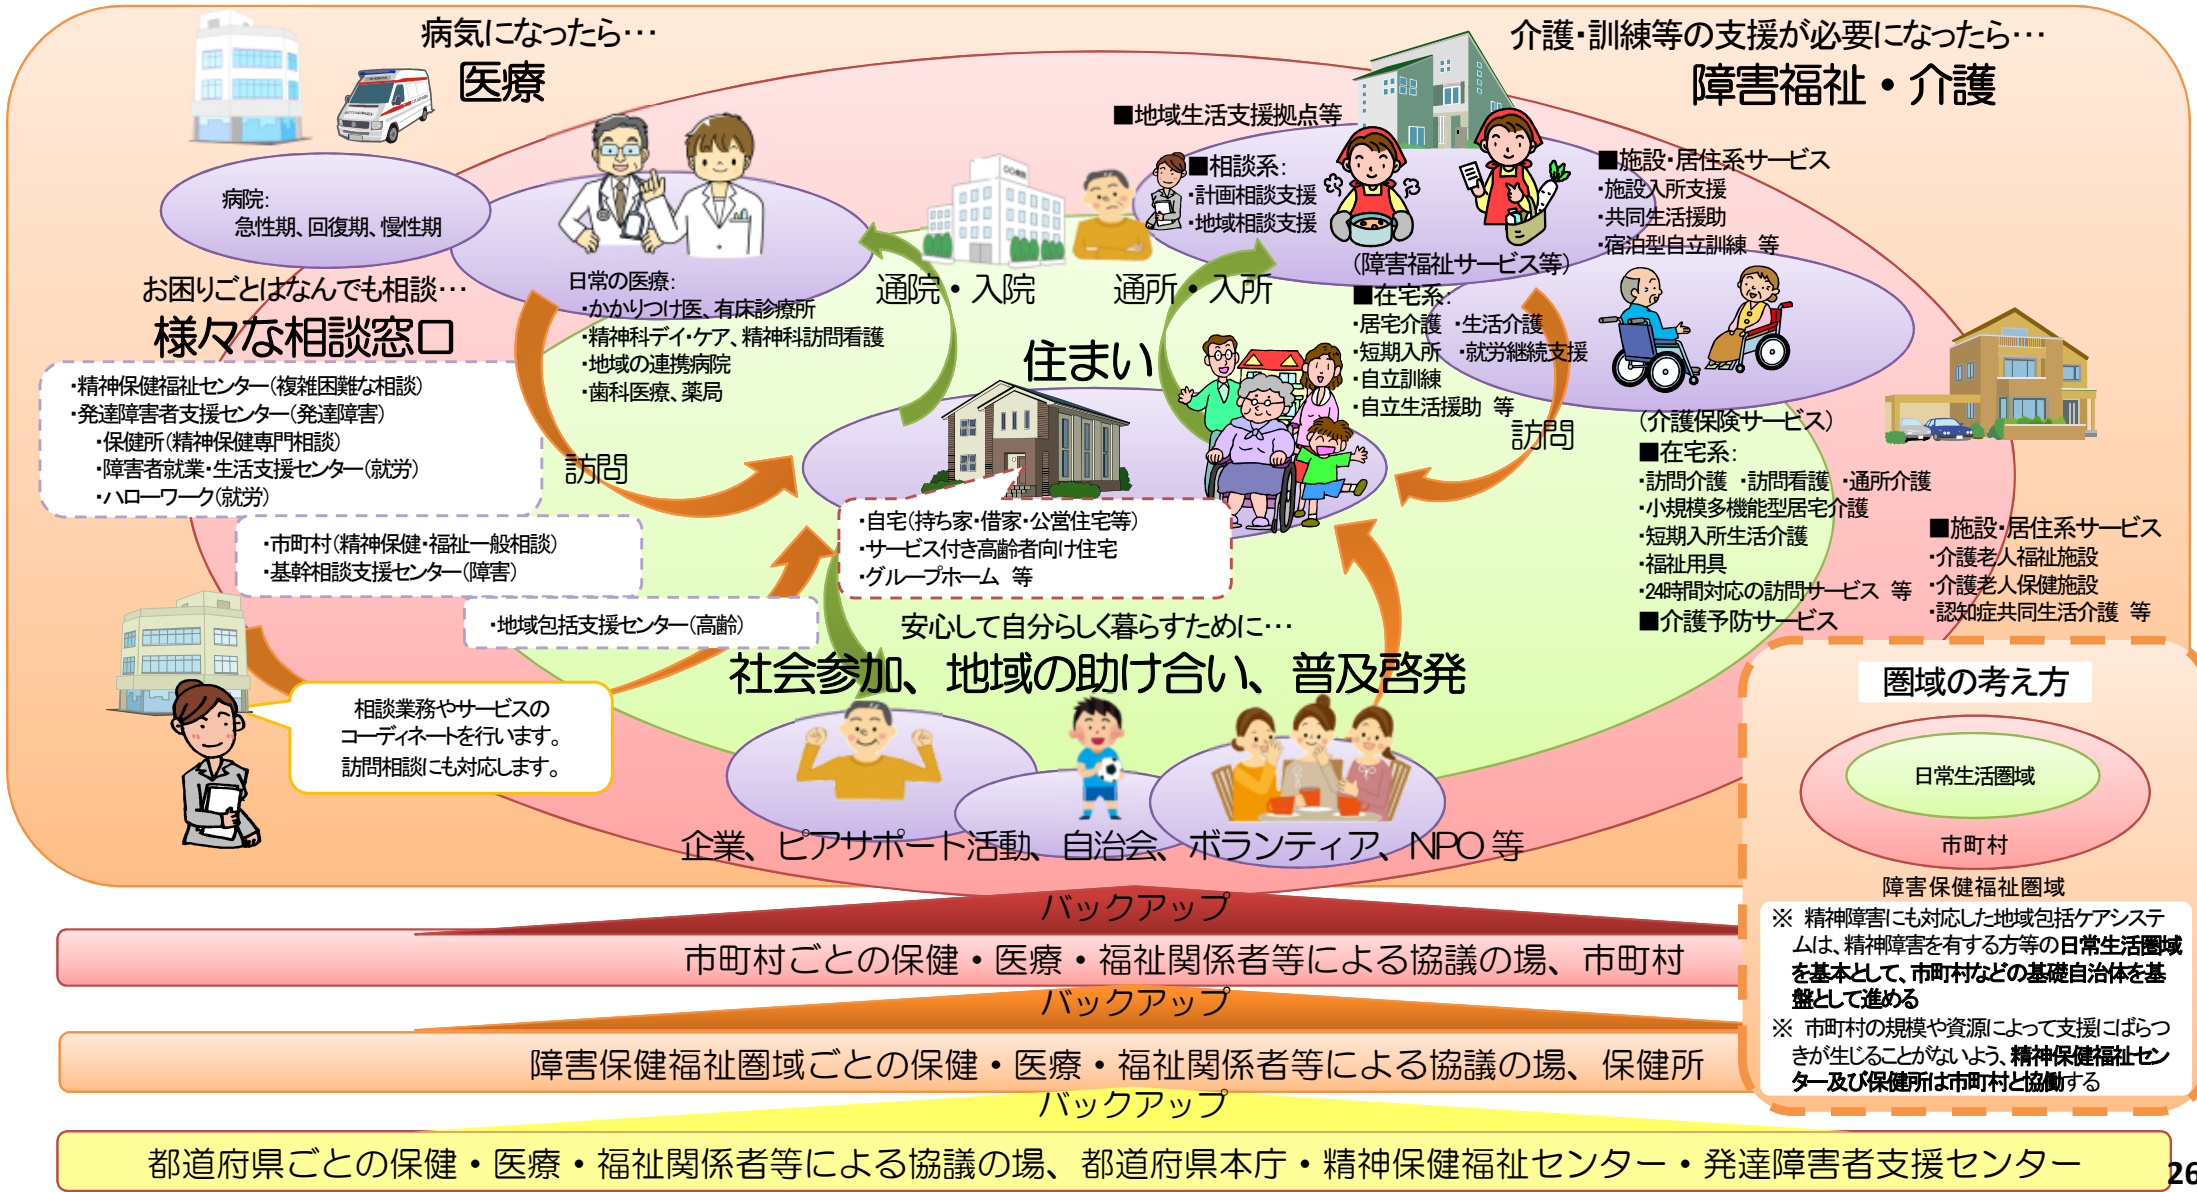 病気になったら…
医療
介護・訓練等の支援が必要になったら…
障害福祉・介護
病院:
急性期、回復期、慢性期
日常の医療:
・かかりつけ医、有床診療所
・精神科デイ・ケア、精神科訪問看護
・地域の連携病院
・歯科医療、薬局
通院・入院
通所・入所
■地域生活支援拠点等
■相談系:
・計画相談支援
・地域相談支援
(障害福祉サービス等)
■在宅系:
・居宅介護 ・生活介護
・短期入所 ・就労継続支援
・自立訓練
・自立生活援助 等
■施設・居住系サービス
・施設入所支援
・共同生活援助
・宿泊型自立訓練 等
訪問
(介護保険サービス)
■在宅系:
・訪問介護 ・訪問看護 ・通所介護
・小規模多機能型居宅介護
・短期入所生活介護
・福祉用具
・24時間対応の訪問サービス 等
■介護予防サービス
■施設・居住系サービス
・介護老人福祉施設
・介護老人保健施設
・認知症共同生活介護 等
お困りごとはなんでも相談…
様々な相談窓口
・精神保健福祉センター(複雑困難な相談)
・発達障害者支援センター(発達障害)
・保健所(精神保健専門相談)
・障害者就業・生活支援センター(就労)
・ハローワーク(就労)
・市町村(精神保健・福祉一般相談)
・基幹相談支援センター(障害)
・地域包括支援センター(高齢)
訪問
相談業務やサービスの
コーディネートを行います。
訪問相談にも対応します。
住まい
・自宅(持ち家・借家・公営住宅等)
・サービス付き高齢者向け住宅
・グループホーム 等
安心して自分らしく暮らすために…
社会参加、地域の助け合い、普及啓発
企業、ピアサポート活動、自治会、ボランティア、NPO 等
圏域の考え方
日常生活圏域
市町村
障害保健福祉圏域
※ 精神障害にも対応した地域包括ケアシステ
ムは、精神障害を有する方等の日常生活圏域
を基本として、市町村などの基礎自治体を基
盤として進める
※ 市町村の規模や資源によって支援にばらつ
きが生じることがないよう、精神保健福祉セン
ター及び保健所は市町村と協働する
バックアップ
市町村ごとの保健・医療・福祉関係者等による協議の場、市町村
バックアップ
障害保健福祉圏域ごとの保健・医療・福祉関係者等による協議の場、保健所
バックアップ
都道府県ごとの保健・医療・福祉関係者等による協議の場、都道府県本庁・精神保健福祉センター・発達障害者支援センター
26